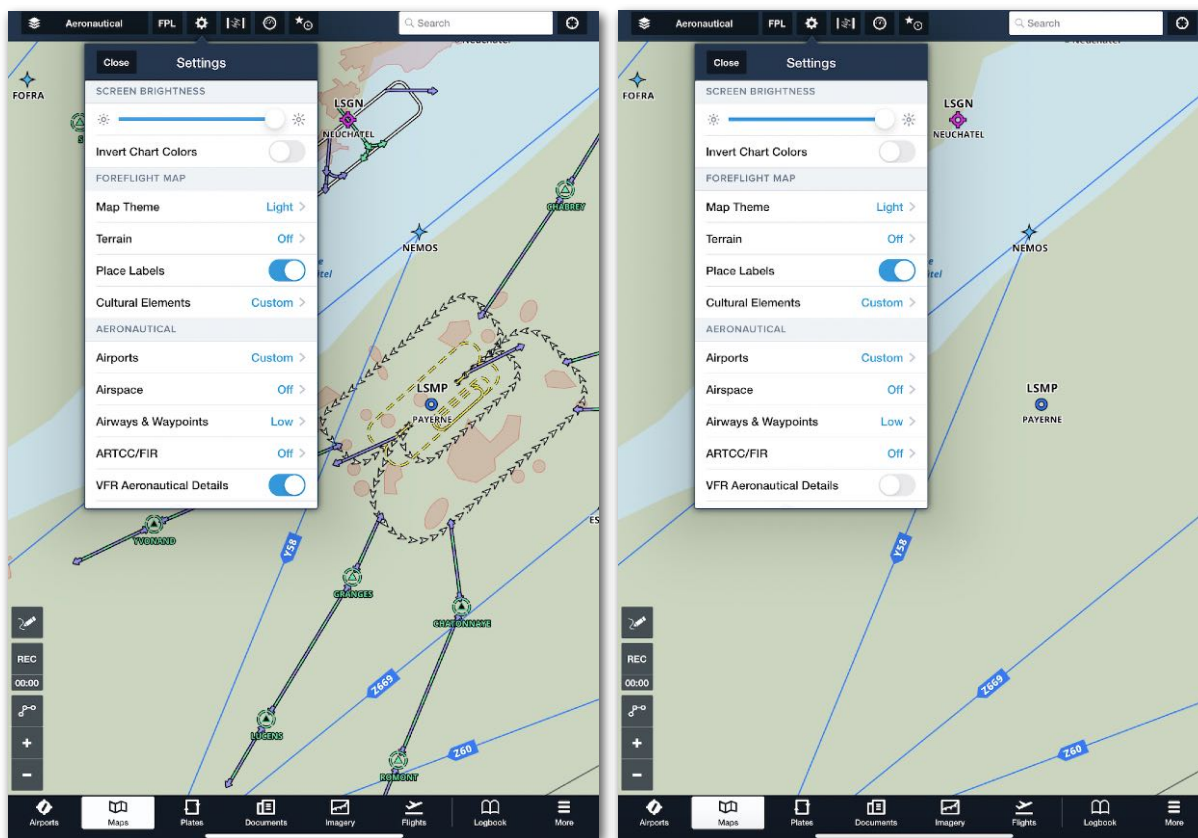 Aeronautical FPL Search
Close Settings
SCREEN BRIGHTNESS
Invert Chart Colors
FOREFLIGHT MAP
Map Theme Light >
Terrain Off >
Place Labels
Cultural Elements Custom >
AERONAUTICAL
Airports Custom >
Airspace Off >
Airways & Waypoints Low >
ARTCC/FIR Off >
VFR Aeronautical Details
FOFRA
Neuchatel
LSGN
NEUCHATEL
CHABREY
NEMOS
LSMP
PAYERNE
YVONAND
Y58
GRANGES
CHATONNAYE
Z669
LUCENS
Z60
ROMONT
REC
00:00
+
−
Airports Maps Plates Documents Imagery Flights Logbook More
Aeronautical FPL Search
Close Settings
SCREEN BRIGHTNESS
Invert Chart Colors
FOREFLIGHT MAP
Map Theme Light >
Terrain Off >
Place Labels
Cultural Elements Custom >
AERONAUTICAL
Airports Custom >
Airspace Off >
Airways & Waypoints Low >
ARTCC/FIR Off >
VFR Aeronautical Details
FOFRA
Neuchatel
LSGN
NEUCHATEL
NEMOS
LSMP
PAYERNE
Y58
Z669
Z60
REC
00:00
+
−
Airports Maps Plates Documents Imagery Flights Logbook More